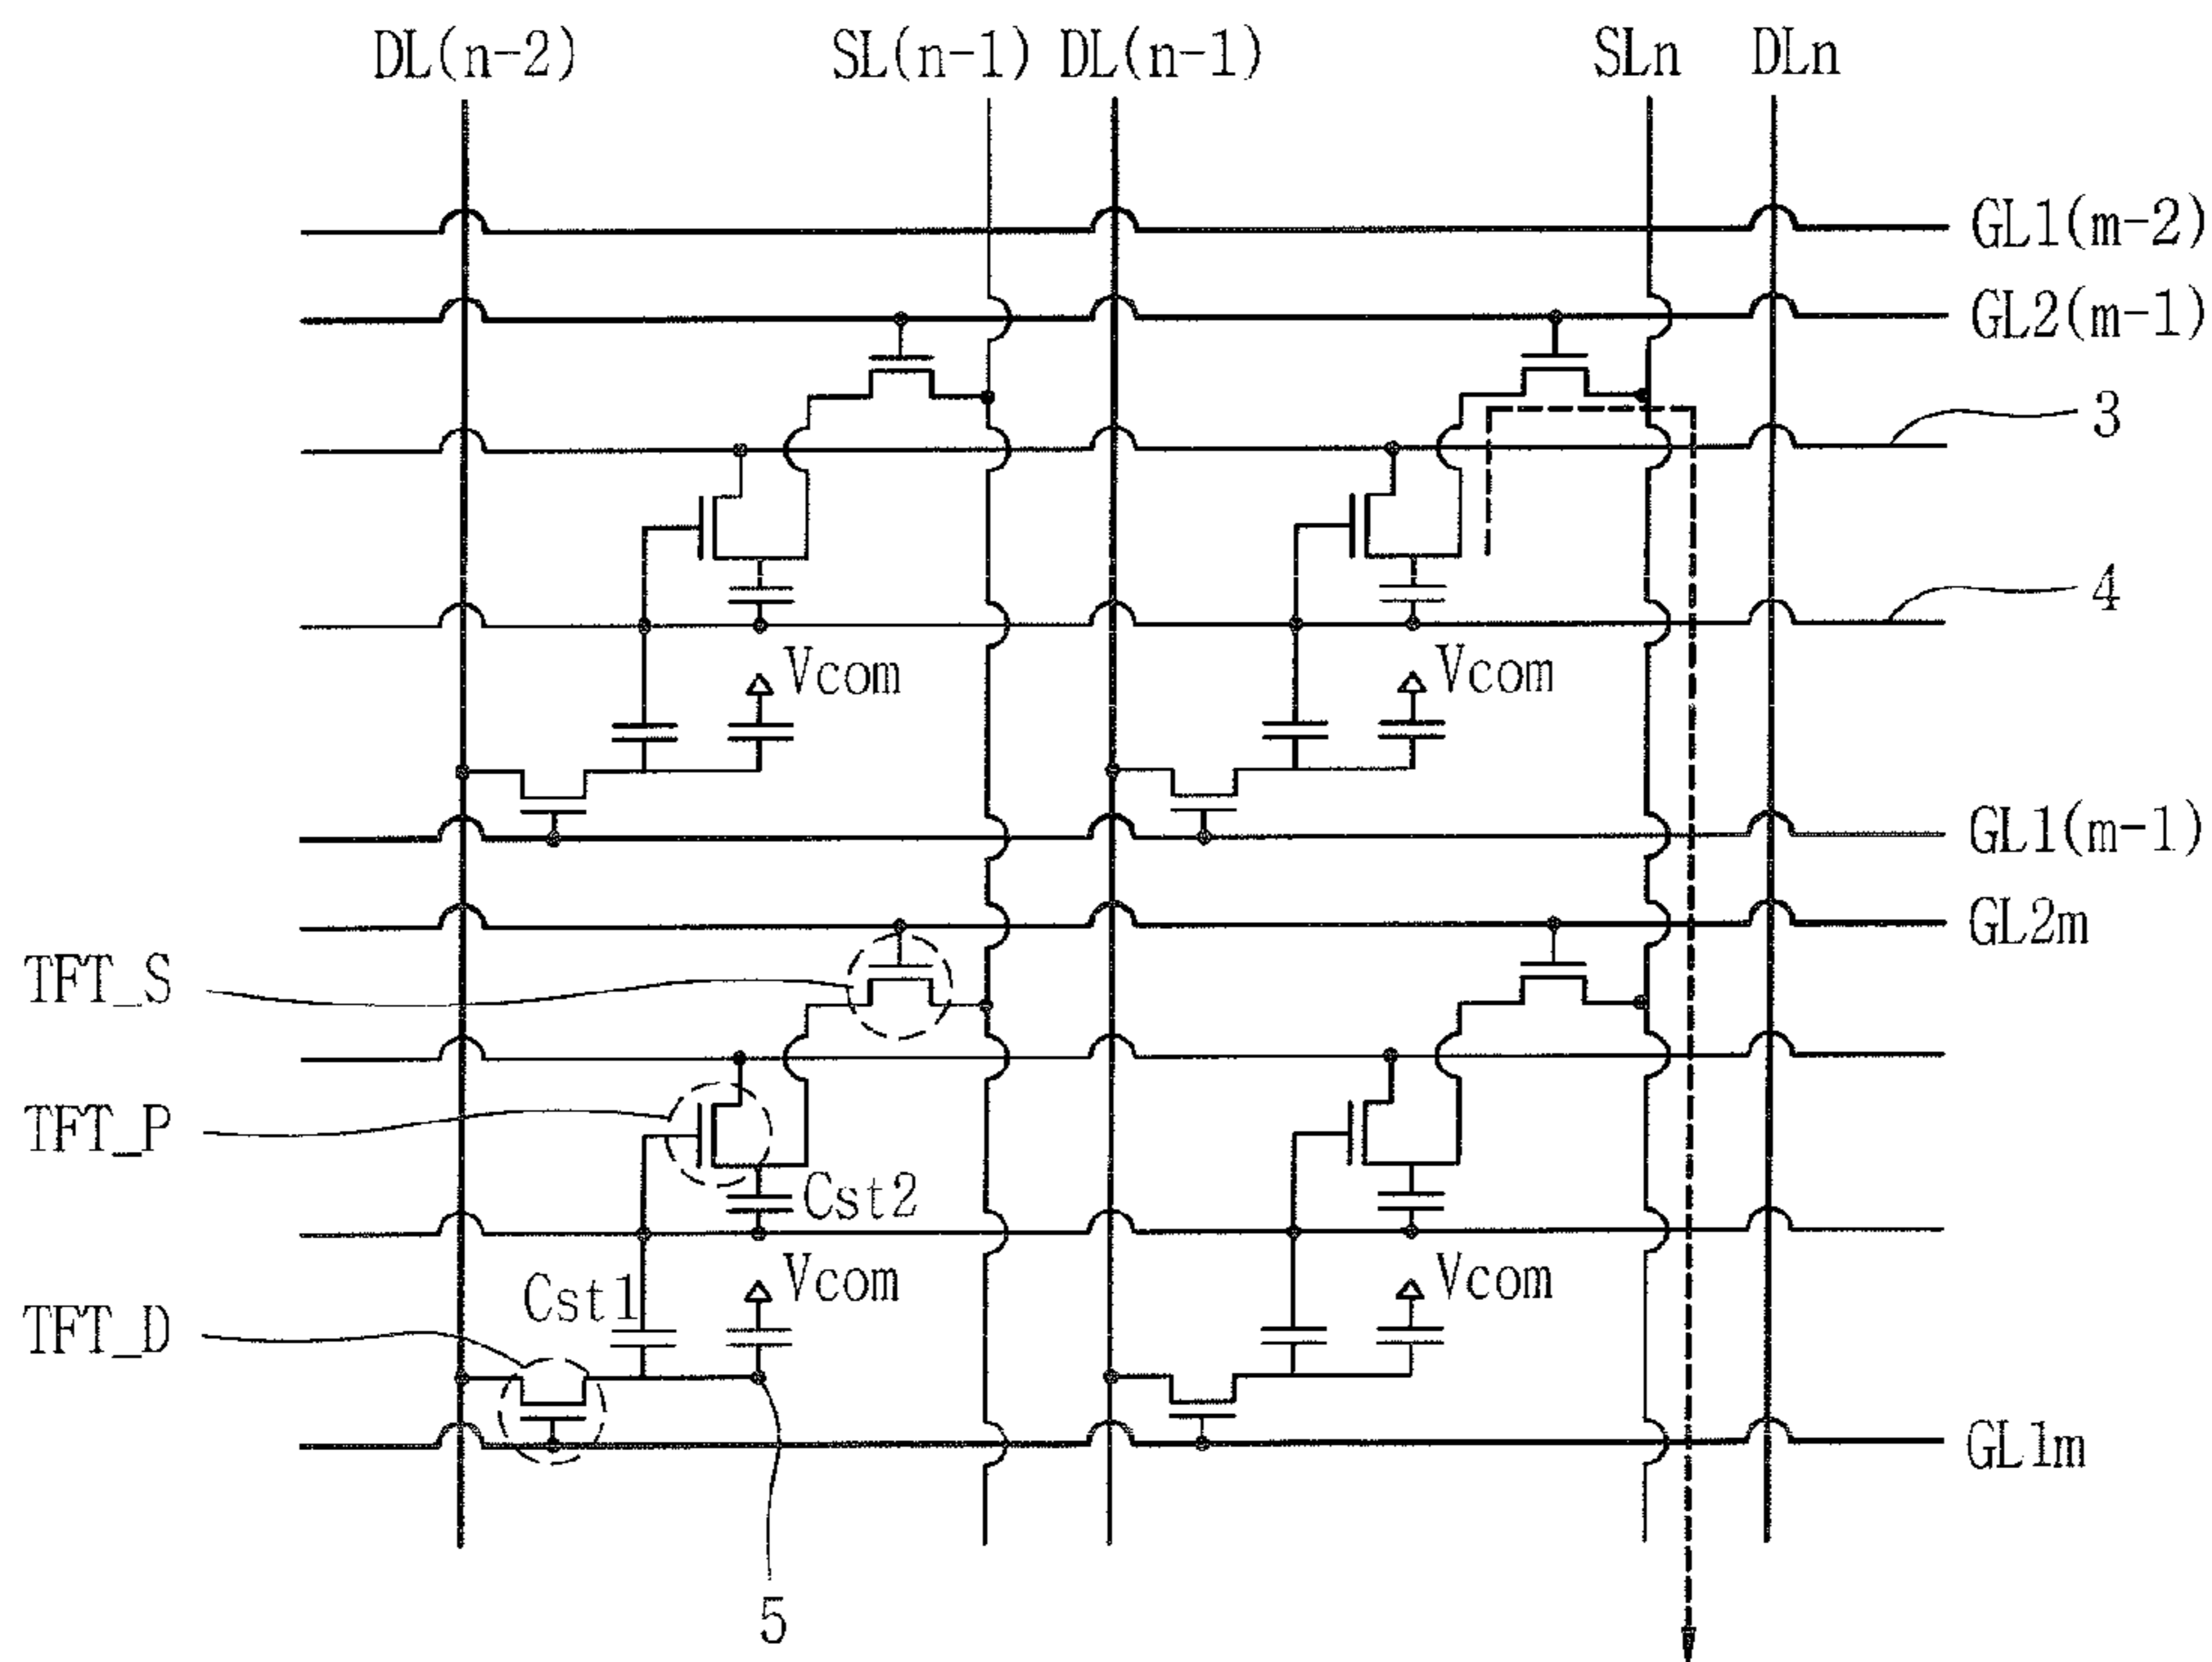 DL(n-2) SL(n-1) DL(n-1) SLn DLn
GL1(m-2)
GL2(m-1)
3
4
Vcom Vcom
GL1(m-1)
GL2m
TFT_S
TFT_P
Cst2
Vcom Vcom
Cst1
TFT_D
GL1m
5